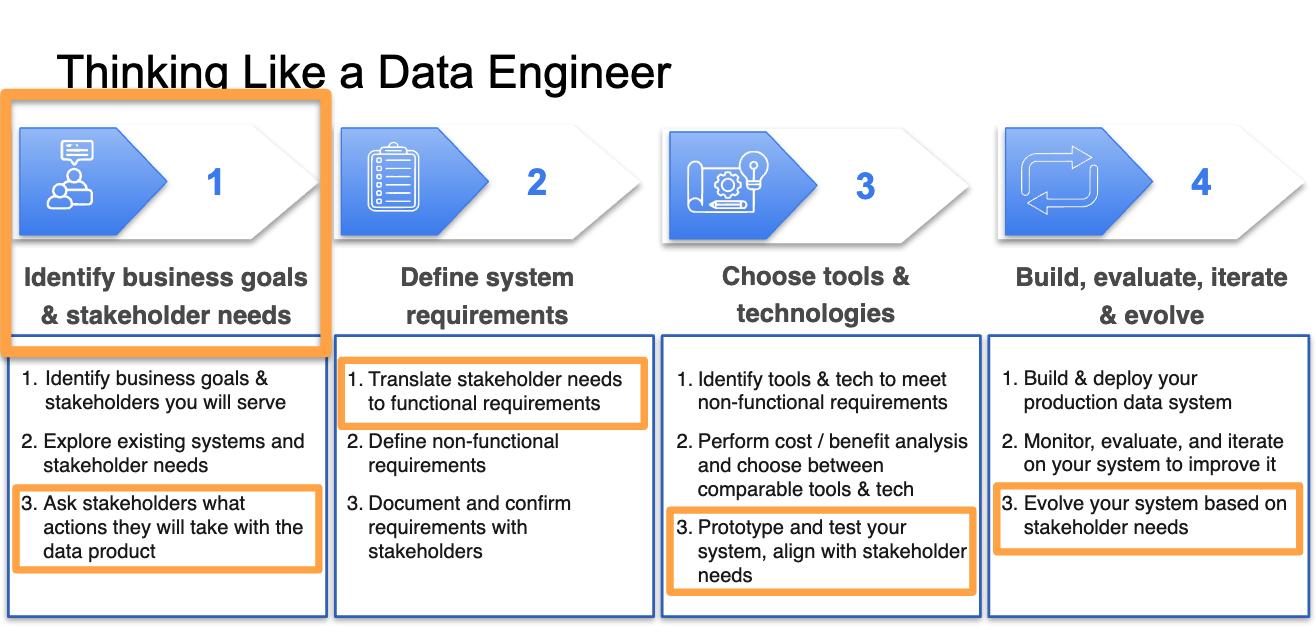 Thinking Like a Data Engineer
1
Identify business goals
& stakeholder needs
1. Identify business goals &
stakeholders you will serve
2. Explore existing systems and
stakeholder needs
3. Ask stakeholders what
actions they will take with the
data product
2
Define system
requirements
1. Translate stakeholder needs
to functional requirements
2. Define non-functional
requirements
3. Document and confirm
requirements with
stakeholders
3
Choose tools &
technologies
1. Identify tools & tech to meet
non-functional requirements
2. Perform cost / benefit analysis
and choose between
comparable tools & tech
3. Prototype and test your
system, align with stakeholder
needs
4
Build, evaluate, iterate
& evolve
1. Build & deploy your
production data system
2. Monitor, evaluate, and iterate
on your system to improve it
3. Evolve your system based on
stakeholder needs